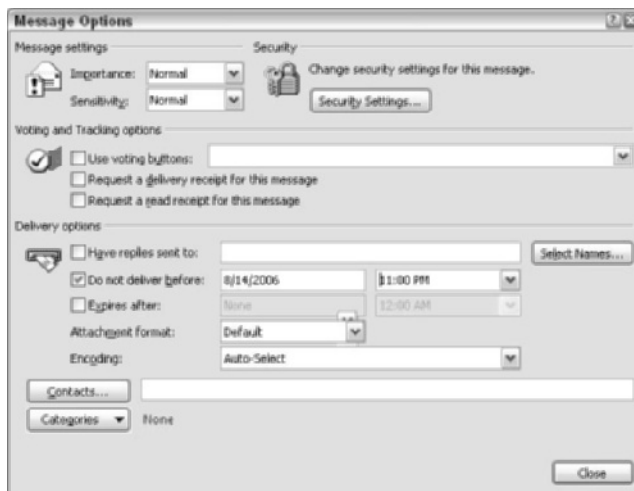 Message Options
Message settings Security
Importance: Normal Change security settings for this message.
Sensitivity: Normal Security Settings...
Voting and Tracking options
Use voting buttons:
Request a delivery receipt for this message
Request a read receipt for this message
Delivery options
Have replies sent to: Select Names...
Do not deliver before: 8/14/2006 11:00 PM
Expires after: None 12:00 AM
Attachment format: Default
Encoding: Auto-Select
Contacts...
Categories None
Close